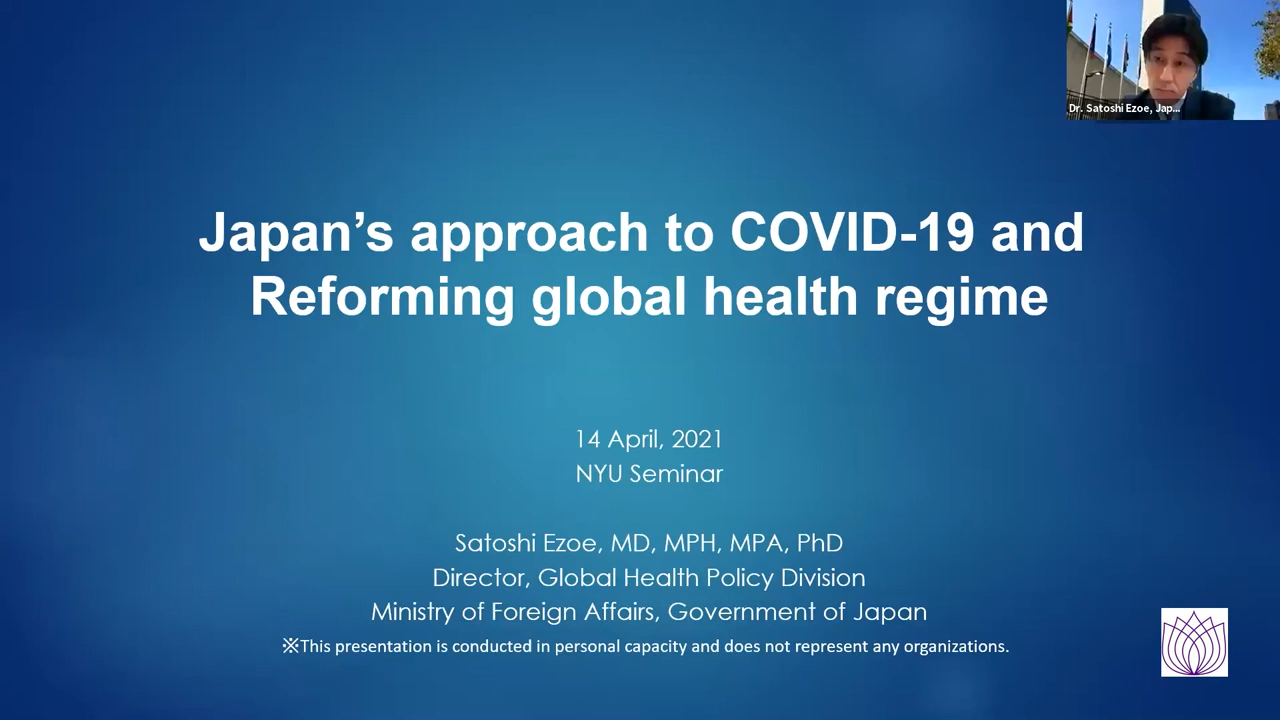 Dr. Satoshi Ezoe, Jap...
Japan’s approach to COVID-19 and
Reforming global health regime
14 April, 2021
NYU Seminar
Satoshi Ezoe, MD, MPH, MPA, PhD
Director, Global Health Policy Division
Ministry of Foreign Affairs, Government of Japan
※This presentation is conducted in personal capacity and does not represent any organizations.